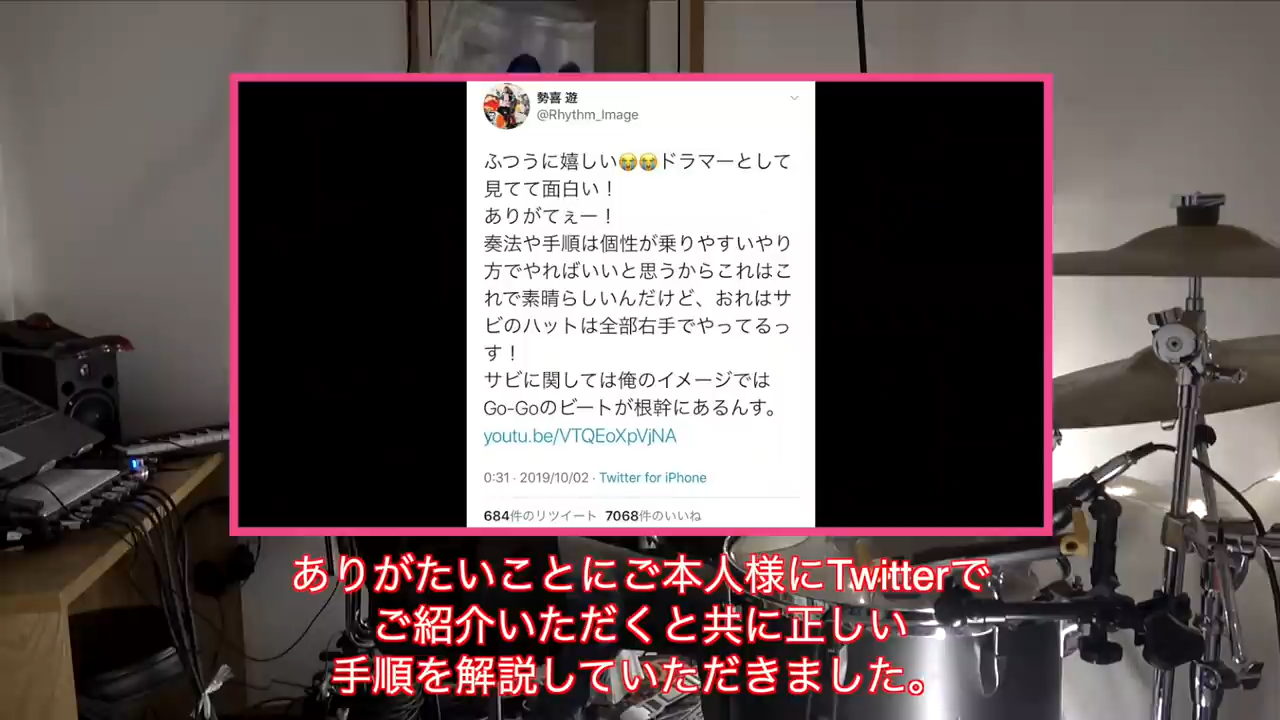 勢喜 遊
@Rhythm_Image
ふつうに嬉しい😭😭ドラマーとして
見てて面白い！
ありがてぇー！
奏法や手順は個性が乗りやすいやり
方でやればいいと思うからこれはこ
れで素晴らしいんだけど、おれはサ
ビのハットは全部右手でやってるっ
す！
サビに関しては俺のイメージでは
Go-Goのビートが根幹にあるんす。
youtu.be/VTQEoXpVjNA
0:31 · 2019/10/02 · Twitter for iPhone
684件のリツイート 7068件のいいね
ありがたいことにご本人様にTwitterで
ご紹介いただくと共に正しい
手順を解説していただきました。